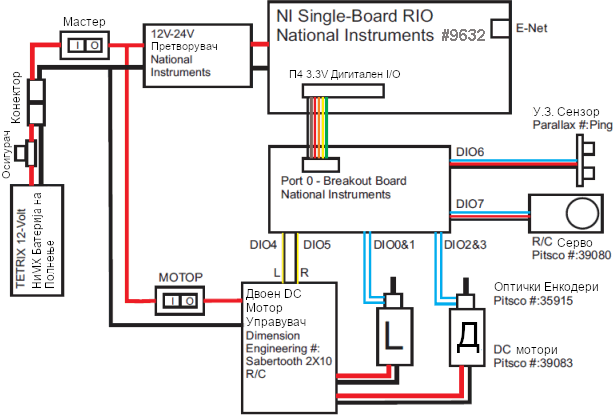 Мастер
I O
12V-24V
Претворувач
National
Instruments
NI Single-Board RIO
National Instruments #9632
E-Net
П4 3.3V Дигитален I/O
Конектор
Осигурач
TETRIX 12-Volt
НиМХ Батерија на
Полнење
У.З. Сензор
Parallax #:Ping
DIO6
Port 0 - Breakout Board
National Instruments
DIO7
R/C Серво
Pitsco #:39080
DIO4
DIO5
DIO0&1
DIO2&3
L
R
МОТОР
I O
Двоен DC
Мотор
Управувач
Dimension
Engineering #:
Sabertooth 2X10
R/C
L
Д
Оптички Енкодери
Pitsco #:35915
DC мотори
Pitsco #:39083